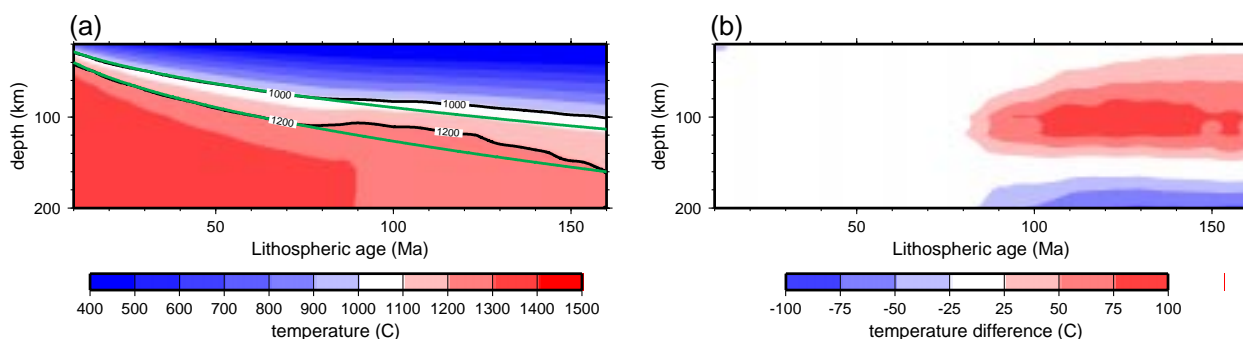 (a)
depth (km)
100
200
1000
1000
1200
1200
50 100 150
Lithospheric age (Ma)
400 500 600 700 800 900 1000 1100 1200 1300 1400 1500
temperature (C)
(b)
depth (km)
100
200
50 100 150
Lithospheric age (Ma)
-100 -75 -50 -25 25 50 75 100
temperature difference (C)